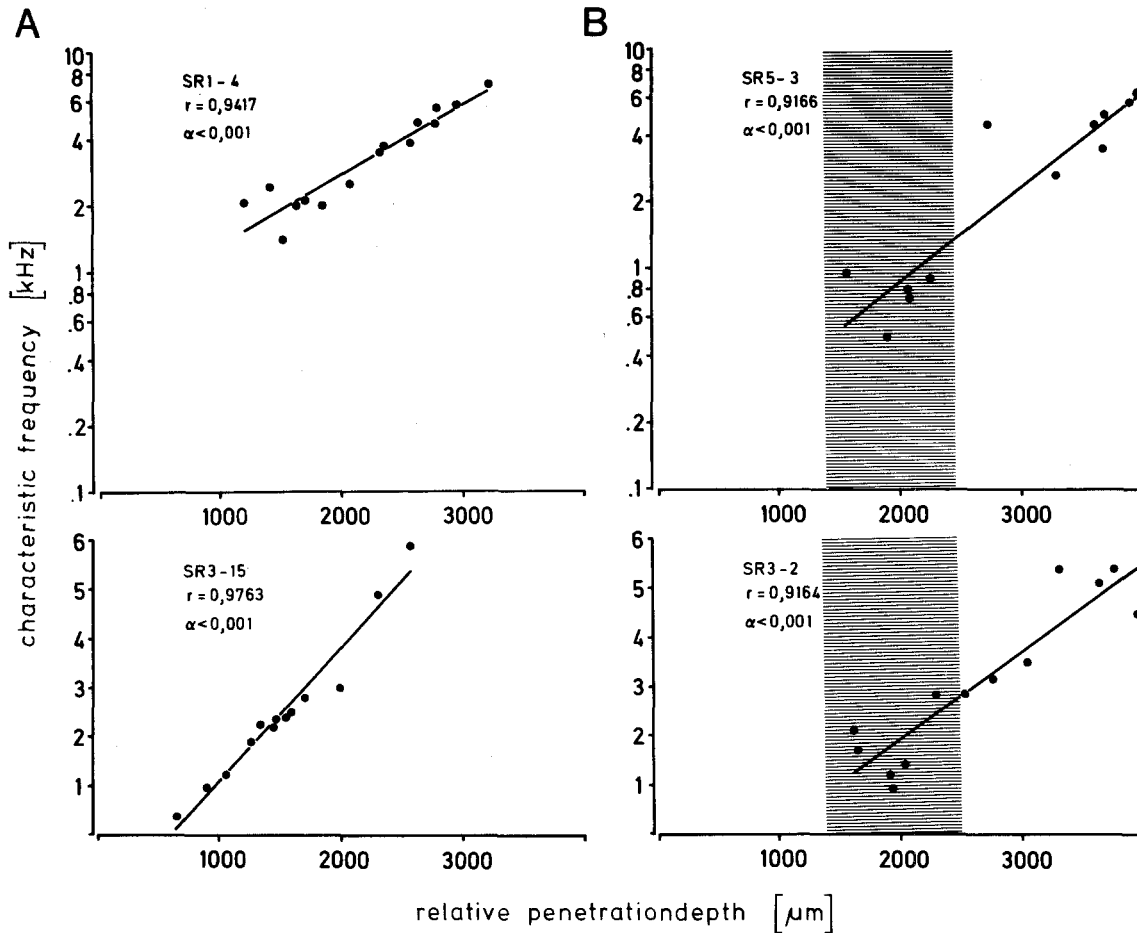 A
10
8
6
4
2
1
.8
.6
.4
.2
.1
SR1-4
r = 0,9417
α < 0,001
1000 2000 3000
B
10
8
6
4
2
1
.8
.6
.4
.2
.1
SR5-3
r = 0,9166
α < 0,001
1000 2000 3000
characteristic frequency [kHz]
6
5
4
3
2
1
SR3-15
r = 0,9763
α < 0,001
1000 2000 3000
6
5
4
3
2
1
SR3-2
r = 0,9164
α < 0,001
1000 2000 3000
relative penetrationdepth [μm]